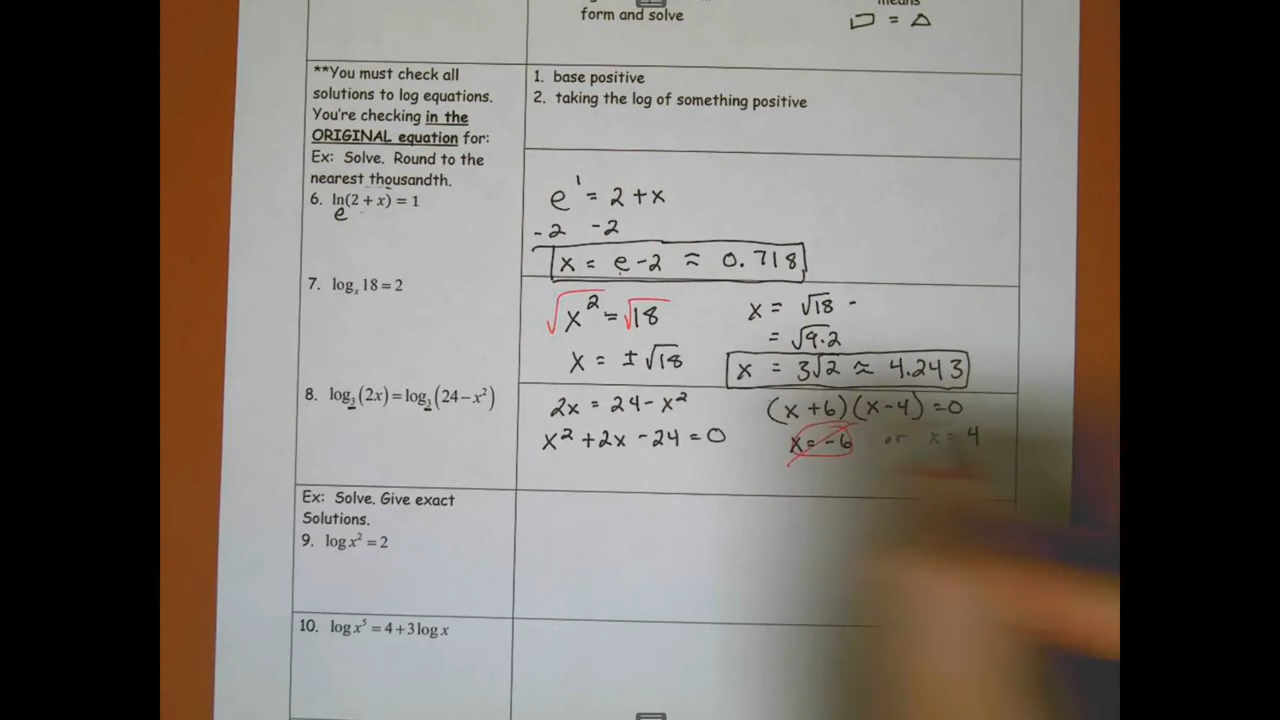 form and solve
means
▱ = △
**You must check all
solutions to log equations.
You're checking in the
ORIGINAL equation for:
1. base positive
2. taking the log of something positive
Ex: Solve. Round to the
nearest thousandth.
6. ln(2 + x) = 1
e
e¹ = 2 + x
-2 -2
x = e - 2 ≈ 0.718
7. logₓ 18 = 2
√x² = √18
x = ± √18
x = √18 -
= √9.2
x = 3√2 ≈ 4.243
8. log₃(2x) = log₃(24 − x²)
2x = 24 - x²
x² + 2x - 24 = 0
(x + 6)(x - 4) = 0
x = -6 or x = 4
Ex: Solve. Give exact
Solutions.
9. log x² = 2
10. log x⁵ = 4 + 3 log x